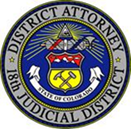 DISTRICT ATTORNEY
18th JUDICIAL DISTRICT
STATE OF COLORADO